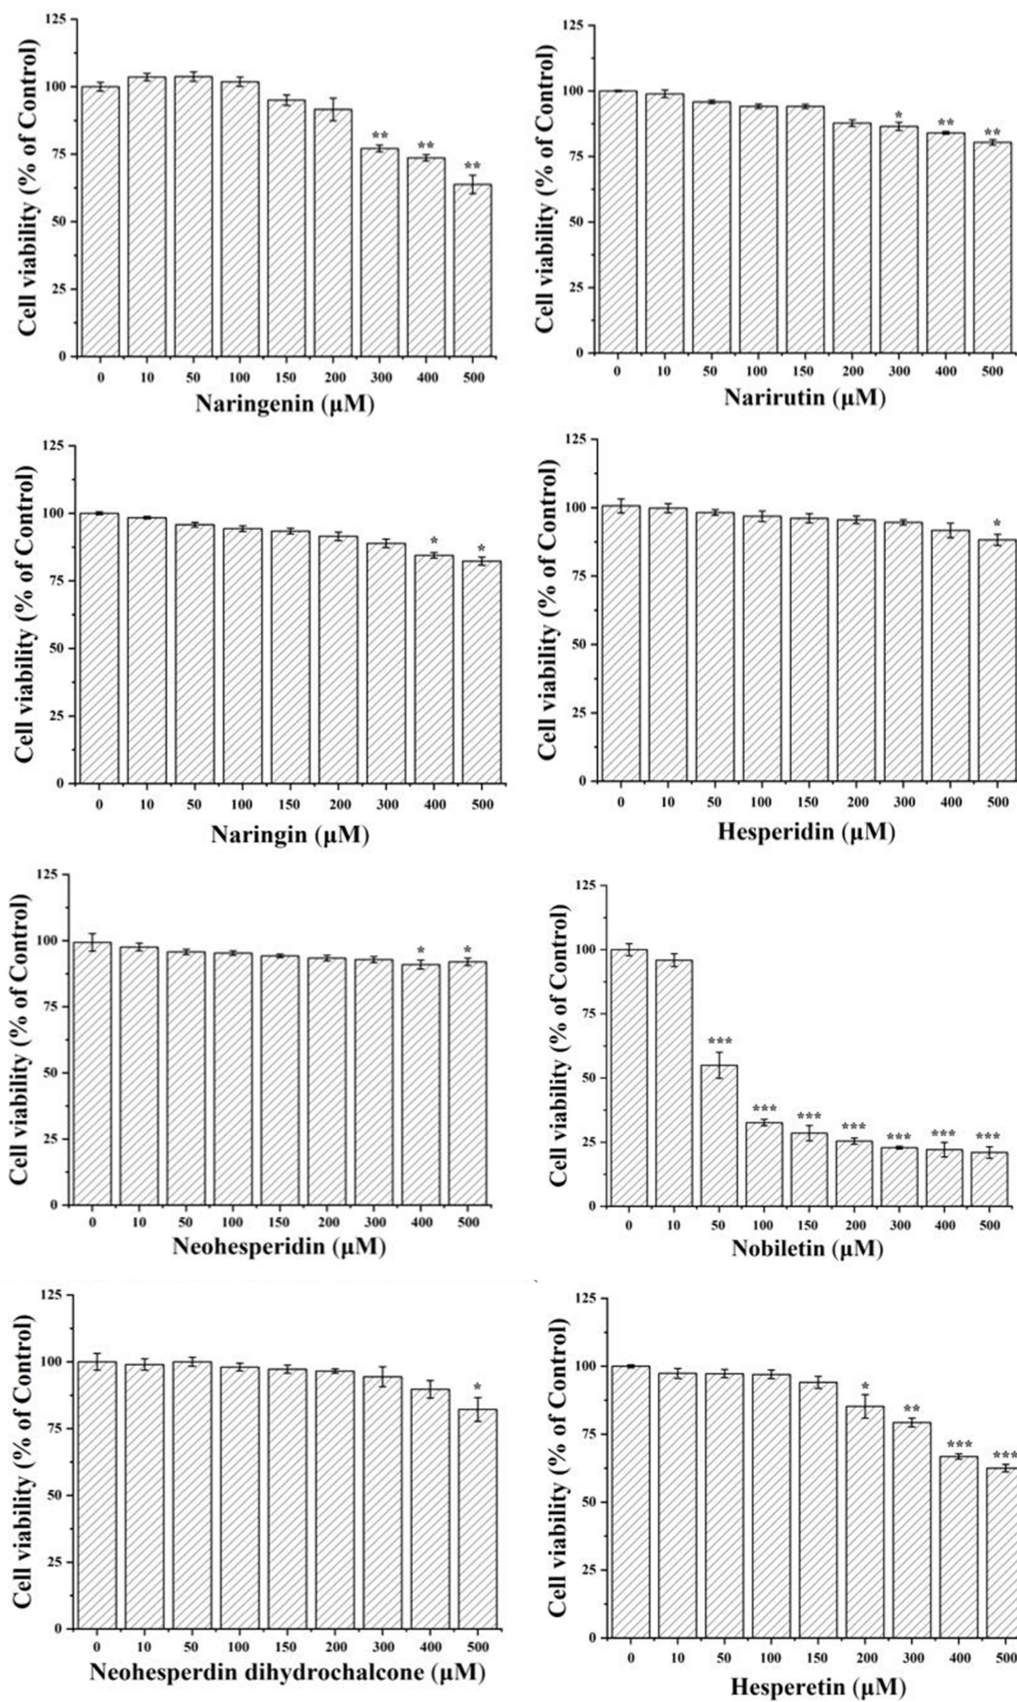 125
100
75
50
25
0
Cell viability (% of Control)
** ** **
0 10 50 100 150 200 300 400 500
Naringenin (μM)
125
100
75
50
25
0
Cell viability (% of Control)
* ** **
0 10 50 100 150 200 300 400 500
Narirutin (μM)
125
100
75
50
25
0
Cell viability (% of Control)
* *
0 10 50 100 150 200 300 400 500
Naringin (μM)
125
100
75
50
25
0
Cell viability (% of Control)
*
0 10 50 100 150 200 300 400 500
Hesperidin (μM)
125
100
75
50
25
0
Cell viability (% of Control)
* *
0 10 50 100 150 200 300 400 500
Neohesperidin (μM)
125
100
75
50
25
0
Cell viability (% of Control)
*** *** *** *** *** *** ***
0 10 50 100 150 200 300 400 500
Nobiletin (μM)
125
100
75
50
25
0
Cell viability (% of Control)
*
0 10 50 100 150 200 300 400 500
Neohesperdin dihydrochalcone (μM)
125
100
75
50
25
0
Cell viability (% of Control)
* ** *** ***
0 10 50 100 150 200 300 400 500
Hesperetin (μM)